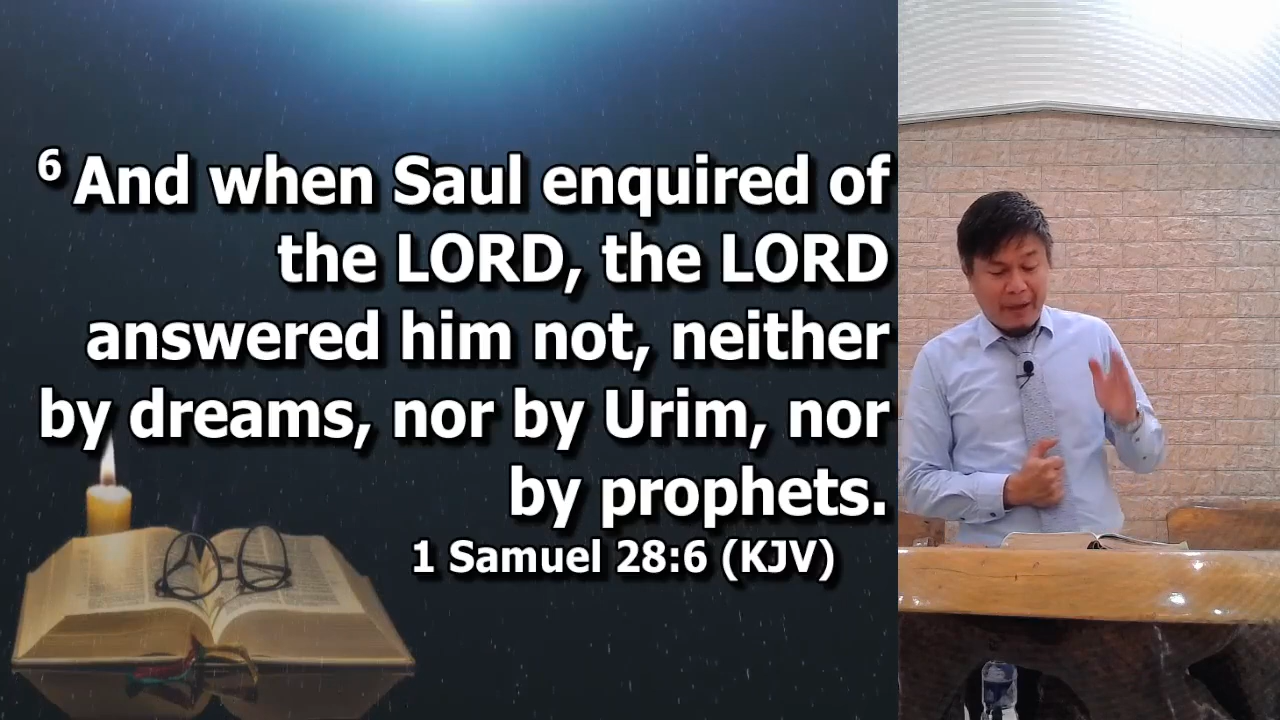 6 And when Saul enquired of
the LORD, the LORD
answered him not, neither
by dreams, nor by Urim, nor
by prophets.
1 Samuel 28:6 (KJV)